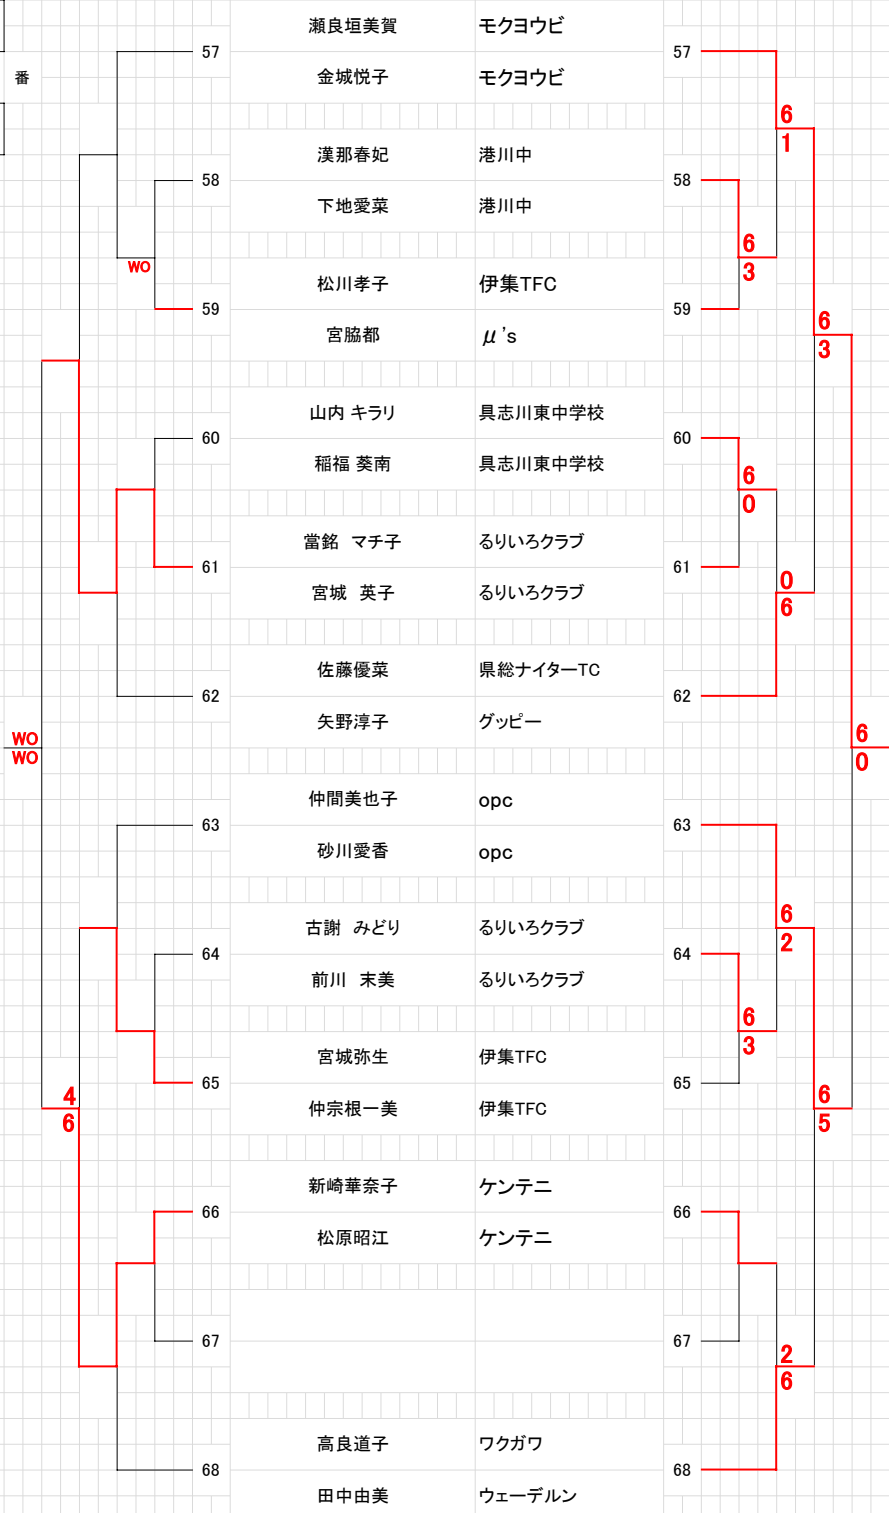 瀬良垣美賀 モクヨウビ
57 57
番 金城悦子 モクヨウビ
6
1
漢那春妃 港川中
58 58
下地愛菜 港川中
6
WO 3
松川孝子 伊集TFC
59 59
宮脇都 μ's
6
3
山内 キラリ 具志川東中学校
60 60
稲福 葵南 具志川東中学校
6
0
當銘 マチ子 るりいろクラブ
61 61
0
宮城 英子 るりいろクラブ
6
佐藤優菜 県総ナイターTC
62 62
矢野淳子 グッピー
WO 6
WO 0
仲間美也子 opc
63 63
砂川愛香 opc
6
古謝 みどり るりいろクラブ
2
64 64
前川 末美 るりいろクラブ
6
3
宮城弥生 伊集TFC
65 65
4 6
仲宗根一美 伊集TFC
6 5
新崎華奈子 ケンテニ
66 66
松原昭江 ケンテニ
67 67
2
6
高良道子 ワクガワ
68 68
田中由美 ウェーデルン